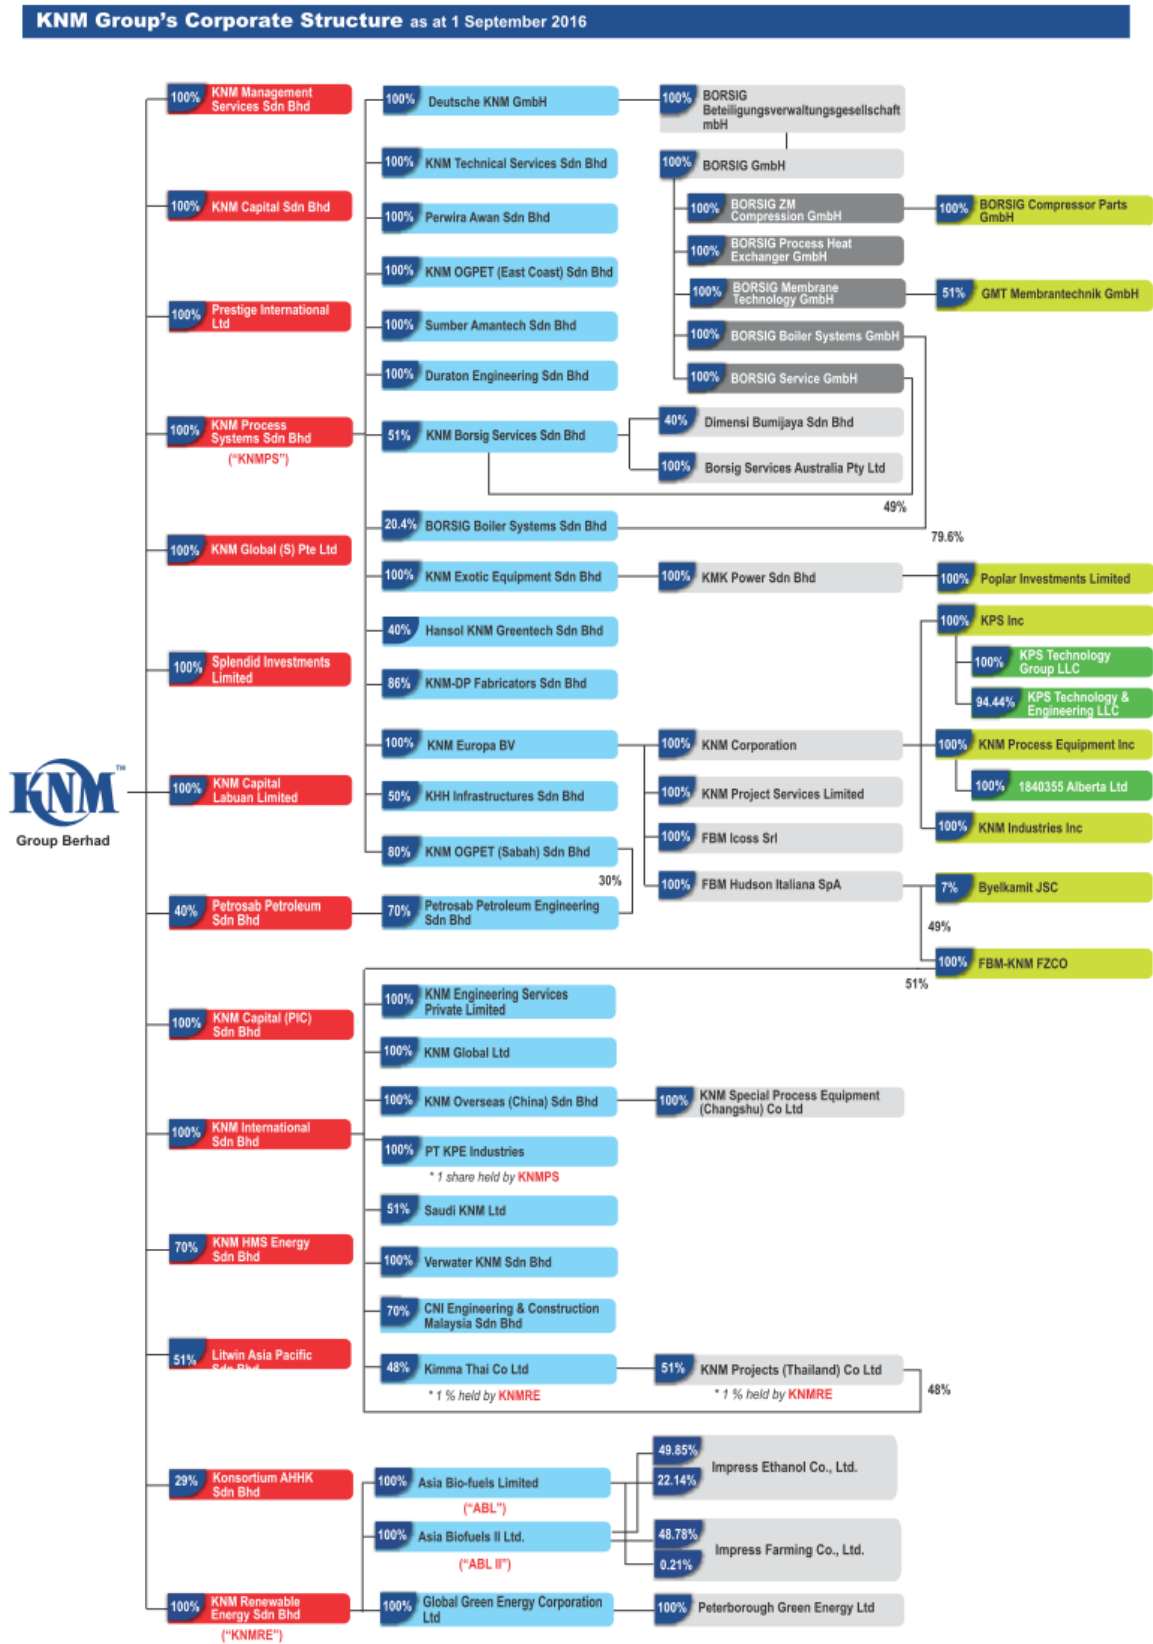 KNM Group's Corporate Structure as at 1 September 2016
KNM
TM
Group Berhad
100%
KNM Management
Services Sdn Bhd
100%
KNM Capital Sdn Bhd
100%
Prestige International
Ltd
100%
KNM Process
Systems Sdn Bhd
("KNMPS")
100%
KNM Global (S) Pte Ltd
100%
Splendid Investments
Limited
100%
KNM Capital
Labuan Limited
40%
Petrosab Petroleum
Sdn Bhd
100%
KNM Capital (PIC)
Sdn Bhd
100%
KNM International
Sdn Bhd
70%
KNM HMS Energy
Sdn Bhd
51%
Litwin Asia Pacific
Sdn Bhd
29%
Konsortium AHHK
Sdn Bhd
100%
KNM Renewable
Energy Sdn Bhd
("KNMRE")
100%
Deutsche KNM GmbH
100%
KNM Technical Services Sdn Bhd
100%
Perwira Awan Sdn Bhd
100%
KNM OGPET (East Coast) Sdn Bhd
100%
Sumber Amantech Sdn Bhd
100%
Duraton Engineering Sdn Bhd
51%
KNM Borsig Services Sdn Bhd
20.4%
BORSIG Boiler Systems Sdn Bhd
100%
KNM Exotic Equipment Sdn Bhd
40%
Hansol KNM Greentech Sdn Bhd
86%
KNM-DP Fabricators Sdn Bhd
100%
KNM Europa BV
50%
KHH Infrastructures Sdn Bhd
80%
KNM OGPET (Sabah) Sdn Bhd
30%
70%
Petrosab Petroleum Engineering
Sdn Bhd
100%
KNM Engineering Services
Private Limited
100%
KNM Global Ltd
100%
KNM Overseas (China) Sdn Bhd
100%
PT KPE Industries
* 1 share held by KNMPS
51%
Saudi KNM Ltd
100%
Verwater KNM Sdn Bhd
70%
CNI Engineering & Construction
Malaysia Sdn Bhd
48%
Kimma Thai Co Ltd
* 1 % held by KNMRE
100%
Asia Bio-fuels Limited
("ABL")
100%
Asia Biofuels II Ltd.
("ABL II")
100%
Global Green Energy Corporation
Ltd
100%
BORSIG
Beteiligungsverwaltungsgesellschaft
mbH
100%
BORSIG GmbH
100%
BORSIG ZM
Compression GmbH
100%
BORSIG Process Heat
Exchanger GmbH
100%
BORSIG Membrane
Technology GmbH
100%
BORSIG Boiler Systems GmbH
100%
BORSIG Service GmbH
40%
Dimensi Bumijaya Sdn Bhd
100%
Borsig Services Australia Pty Ltd
49%
79.6%
100%
KMK Power Sdn Bhd
100%
KNM Corporation
100%
KNM Project Services Limited
100%
FBM Icoss Srl
100%
FBM Hudson Italiana SpA
100%
KNM Special Process Equipment
(Changshu) Co Ltd
51%
KNM Projects (Thailand) Co Ltd
* 1 % held by KNMRE
48%
49.85%
22.14%
Impress Ethanol Co., Ltd.
48.78%
0.21%
Impress Farming Co., Ltd.
100%
Peterborough Green Energy Ltd
100%
BORSIG Compressor Parts
GmbH
51%
GMT Membrantechnik GmbH
100%
Poplar Investments Limited
100%
KPS Inc
100%
KPS Technology
Group LLC
94.44%
KPS Technology &
Engineering LLC
100%
KNM Process Equipment Inc
100%
1840355 Alberta Ltd
100%
KNM Industries Inc
7%
Byelkamit JSC
49%
100%
FBM-KNM FZCO
51%